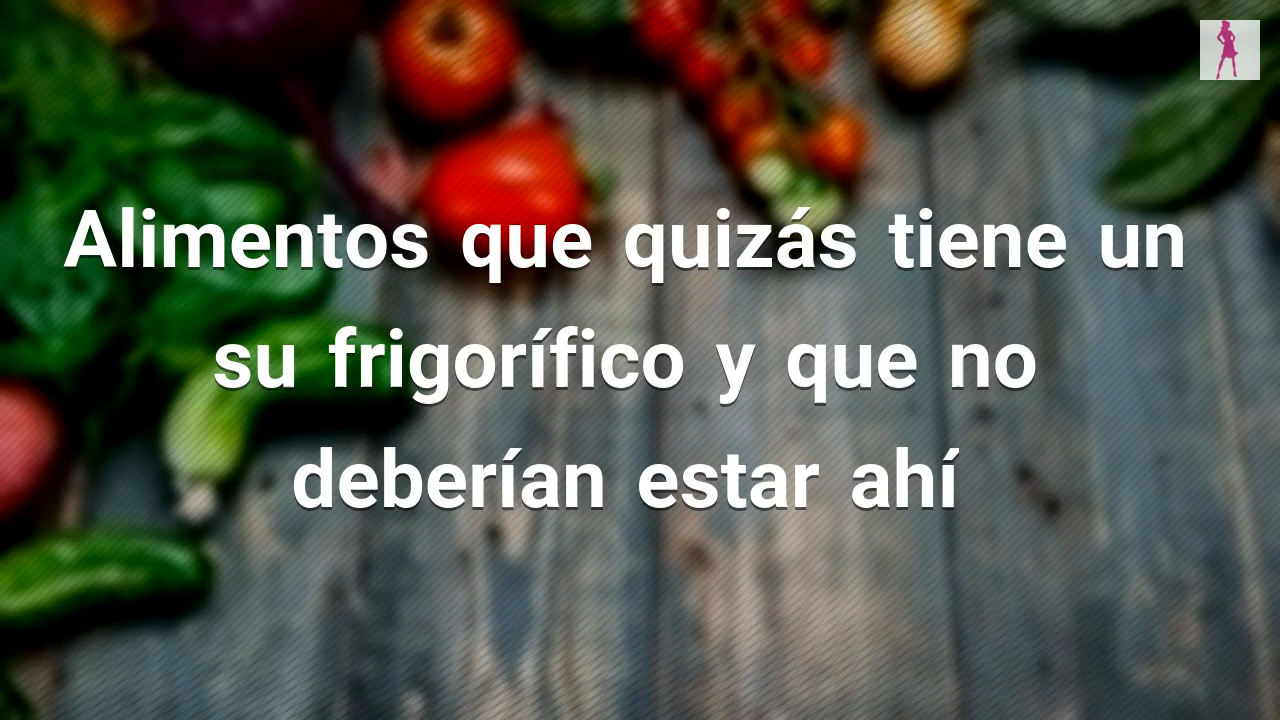 Alimentos que quizás tiene un
su frigorífico y que no
deberían estar ahí